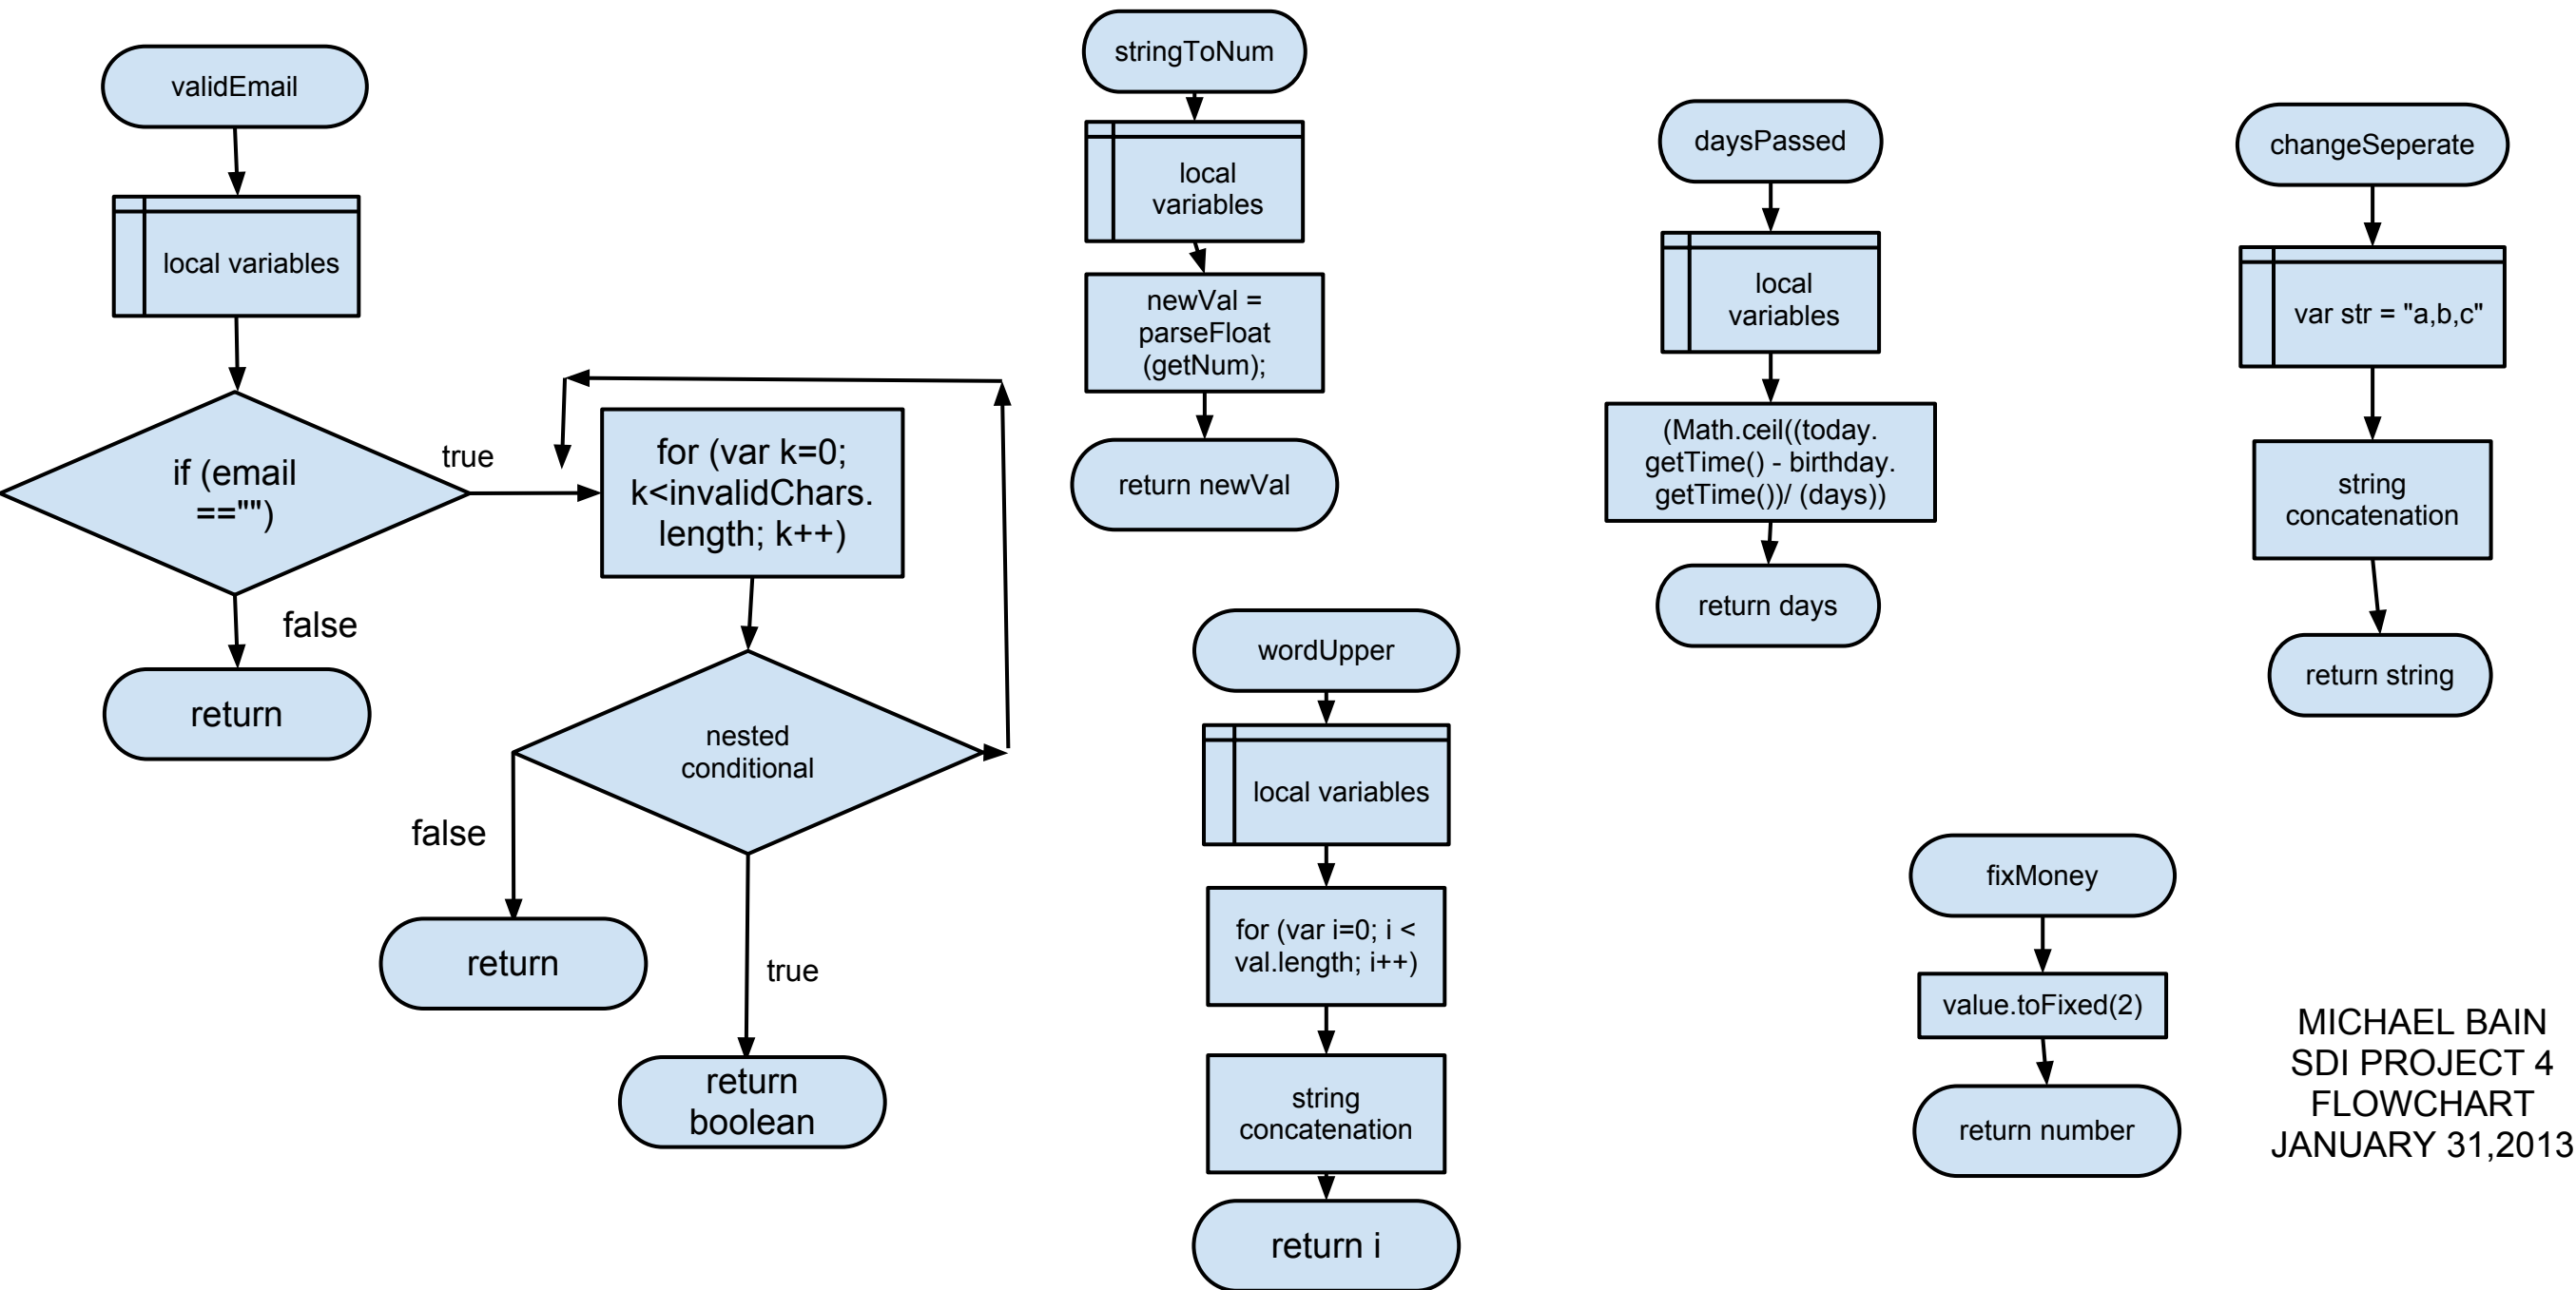 validEmail
local variables
if (email
=="")
true
false
return
for (var k=0;
k<invalidChars.
length; k++)
nested
conditional
false
return
true
return
boolean
stringToNum
local
variables
newVal =
parseFloat
(getNum);
return newVal
wordUpper
local variables
for (var i=0; i <
val.length; i++)
string
concatenation
return i
daysPassed
local
variables
(Math.ceil((today.
getTime() - birthday.
getTime())/ (days))
return days
changeSeperate
var str = "a,b,c"
string
concatenation
return string
fixMoney
value.toFixed(2)
return number
MICHAEL BAIN
SDI PROJECT 4
FLOWCHART
JANUARY 31,2013